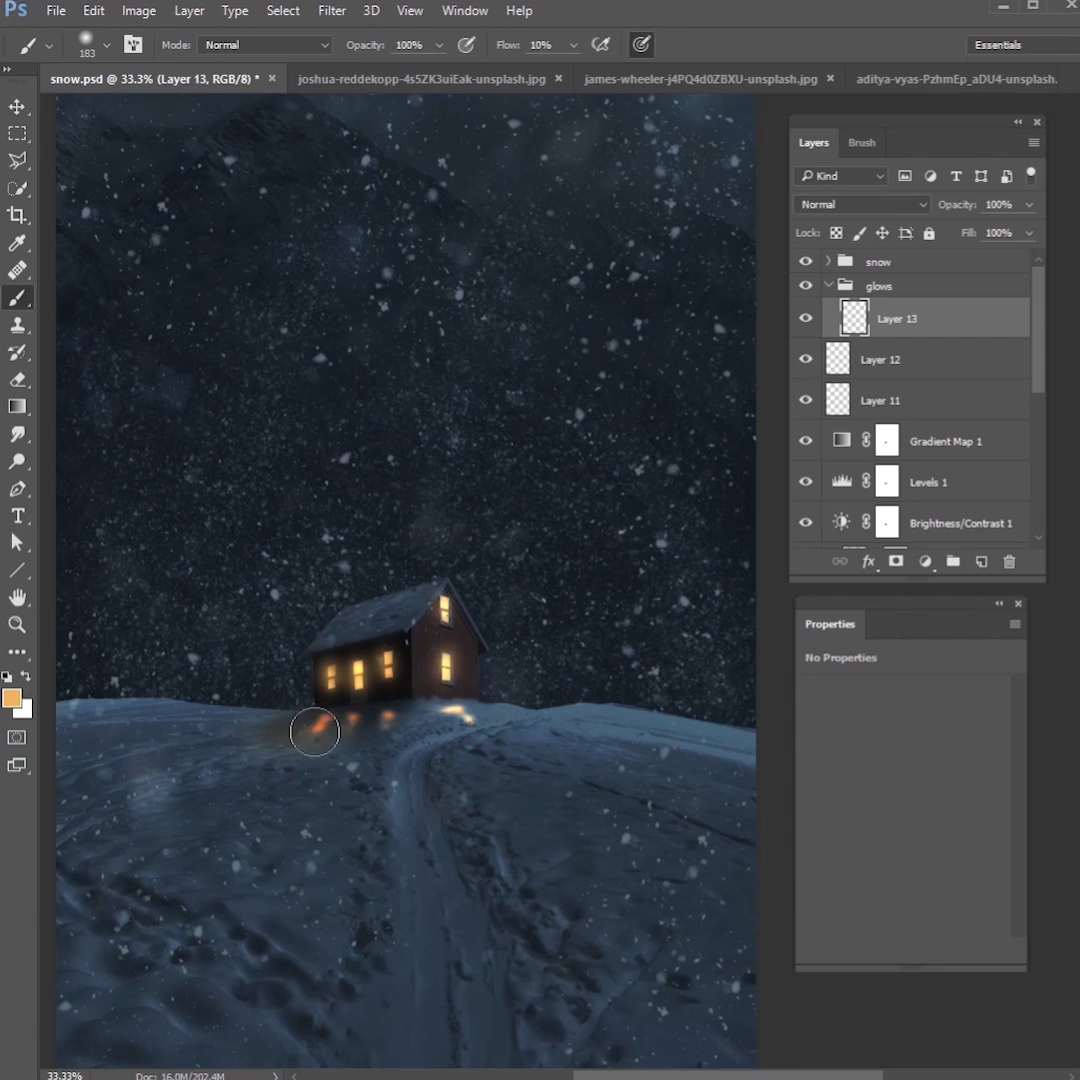 Ps File Edit Image Layer Type Select Filter 3D View Window Help
183 Mode: Normal Opacity: 100% Flow: 10% Essentials
snow.psd @ 33.3% (Layer 13, RGB/8) * × joshua-reddekopp-4s5ZK3uiEak-unsplash.jpg × james-wheeler-j4PQ4d0ZBXU-unsplash.jpg × aditya-vyas-PzhmEp_aDU4-unsplash.
Layers Brush
Kind
Normal Opacity: 100%
Lock: Fill: 100%
snow
glows
Layer 13
Layer 12
Layer 11
Gradient Map 1
Levels 1
Brightness/Contrast 1
fx
Properties
No Properties
33.33% Doc: 16.0M/202.4M